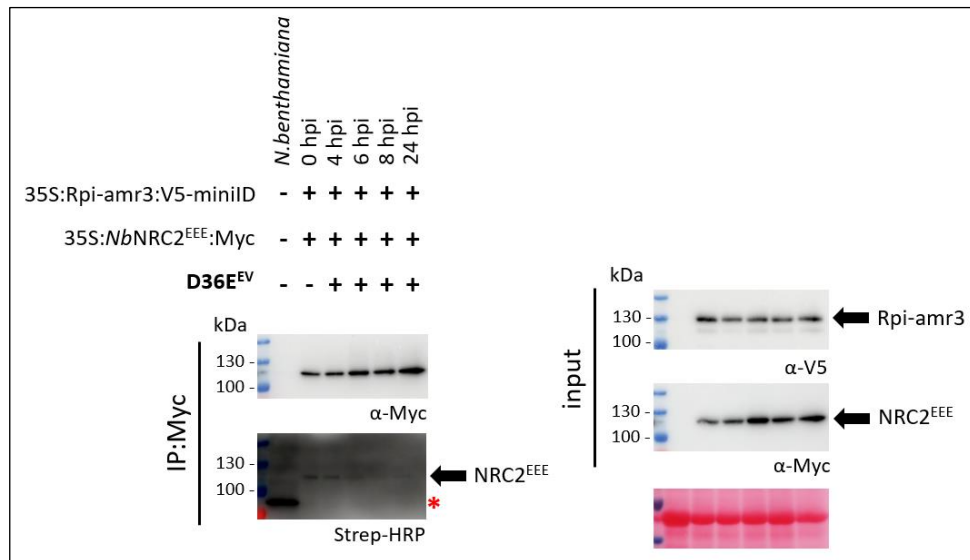 N.benthamiana
0 hpi
4 hpi
6 hpi
8 hpi
24 hpi
35S:Rpi-amr3:V5-miniID - + + + + +
35S:NbNRC2ᴱᴱᴱ:Myc - + + + + +
D36Eᴱⱽ - - + + + +
IP:Myc
kDa
130 -
100 -
α-Myc
130 -
100 -
NRC2ᴱᴱᴱ
*
Strep-HRP
input
kDa
130 -
100 -
Rpi-amr3
α-V5
130 -
100 -
NRC2ᴱᴱᴱ
α-Myc